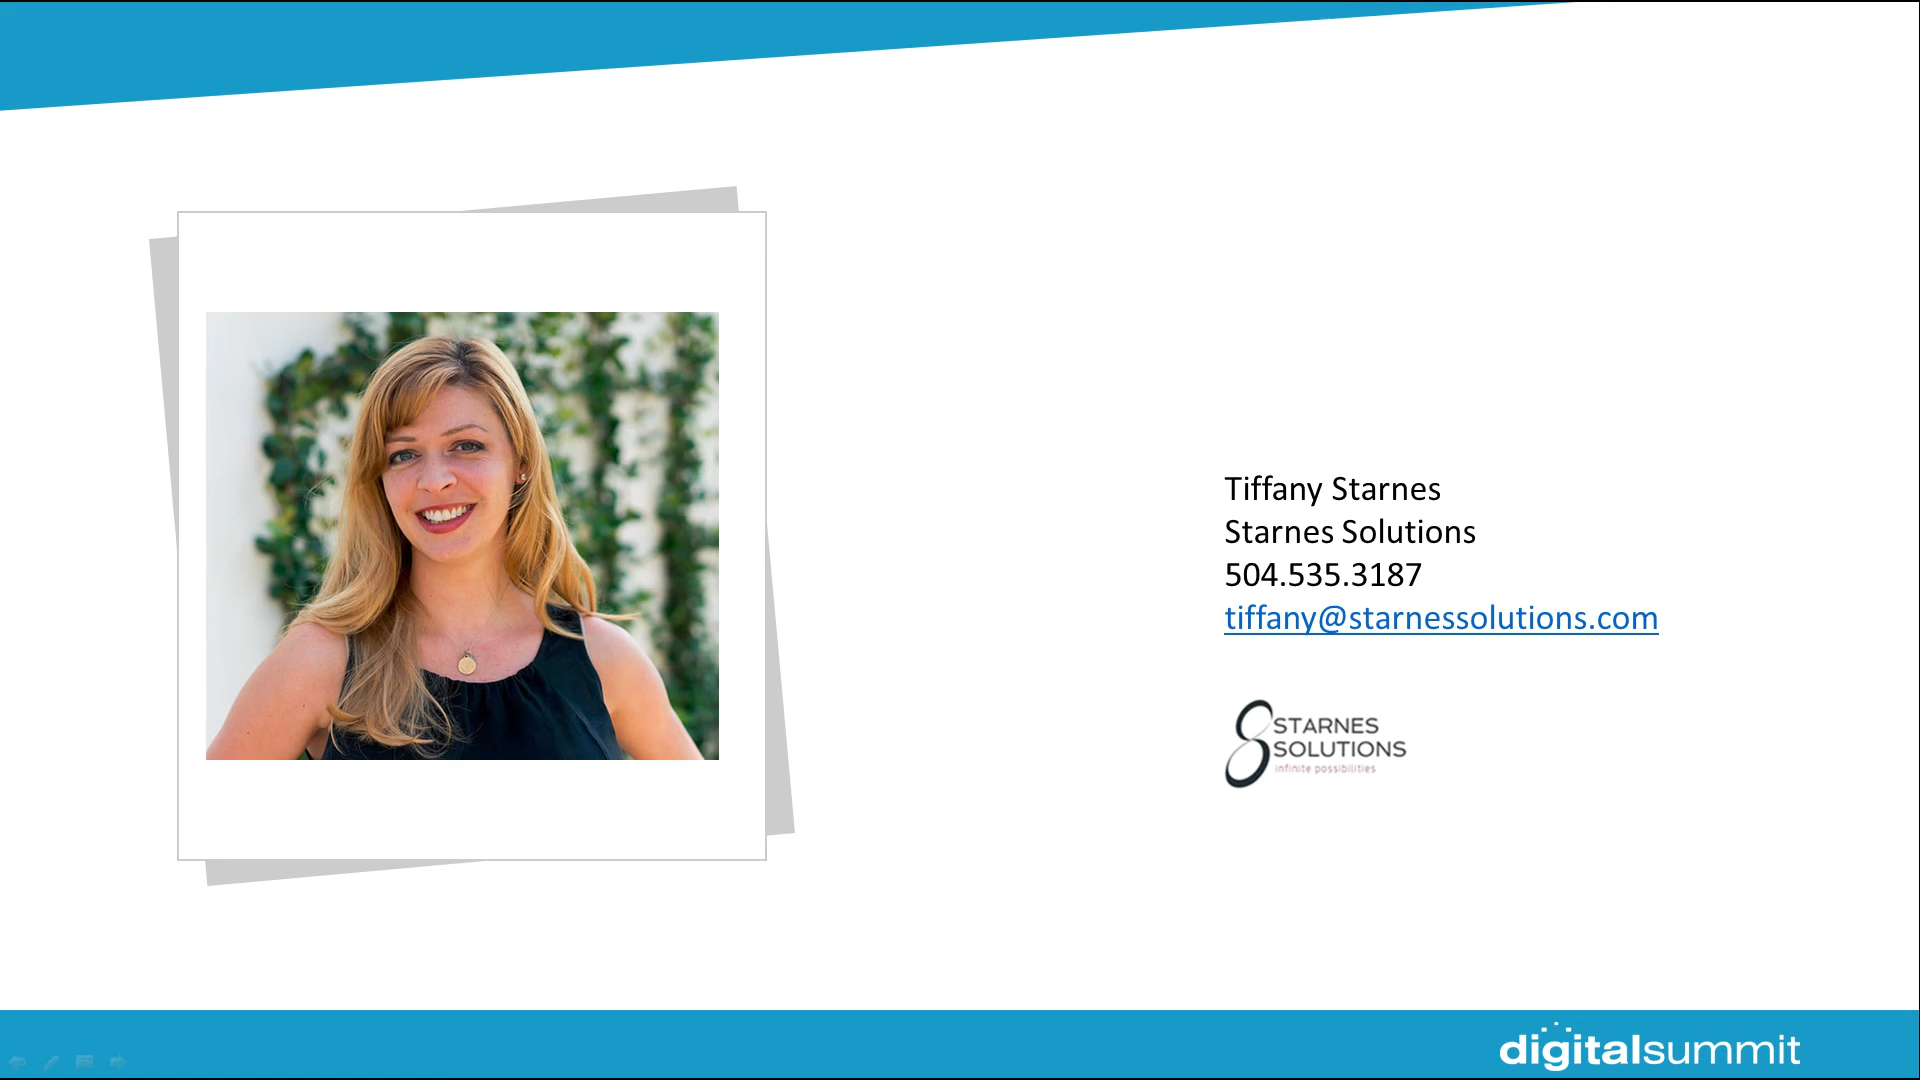 Tiffany Starnes
Starnes Solutions
504.535.3187
tiffany@starnessolutions.com
STARNES
SOLUTIONS
infinite possibilities
digitalsummit